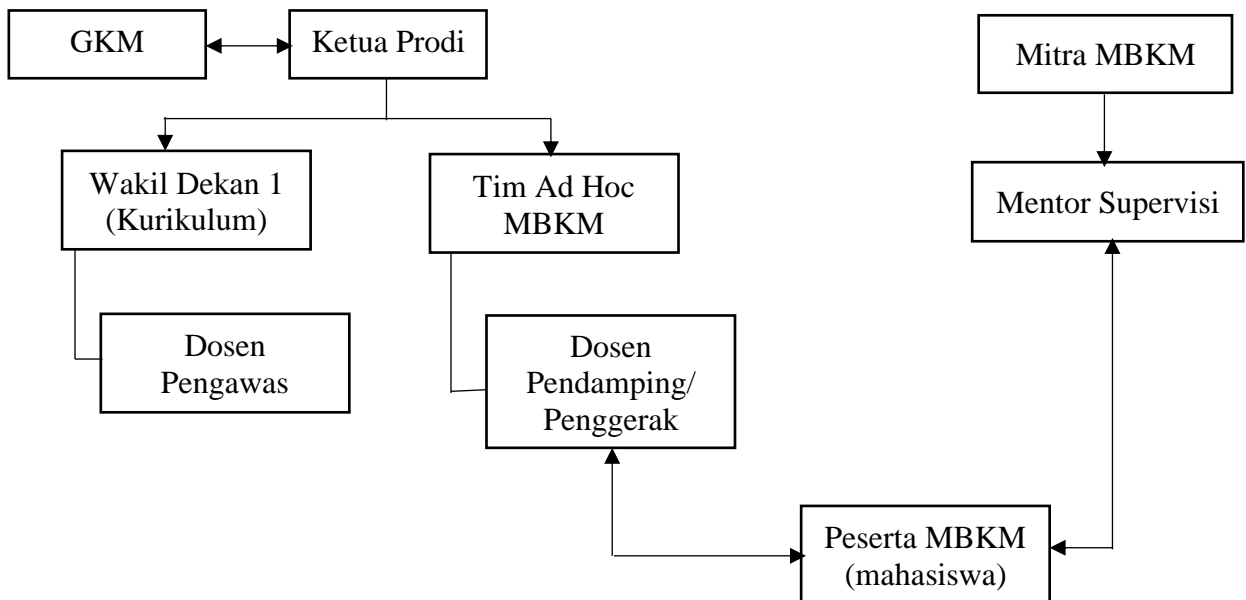 GKM
Ketua Prodi
Mitra MBKM
Wakil Dekan 1
(Kurikulum)
Tim Ad Hoc
MBKM
Mentor Supervisi
Dosen
Pengawas
Dosen
Pendamping/
Penggerak
Peserta MBKM
(mahasiswa)